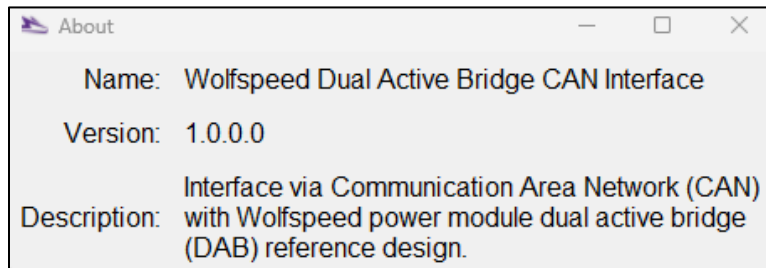 About
Name: Wolfspeed Dual Active Bridge CAN Interface
Version: 1.0.0.0
Interface via Communication Area Network (CAN)
Description: with Wolfspeed power module dual active bridge
(DAB) reference design.